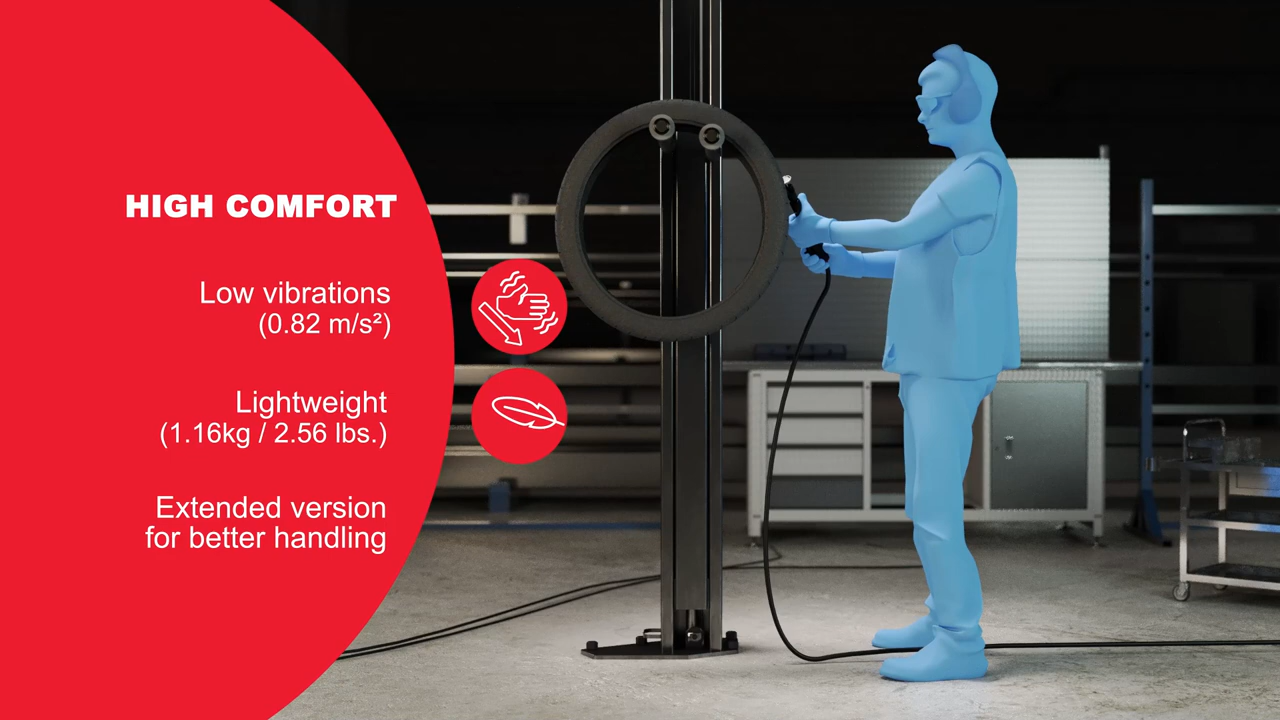 HIGH COMFORT
Low vibrations
(0.82 m/s²)
Lightweight
(1.16kg / 2.56 lbs.)
Extended version
for better handling